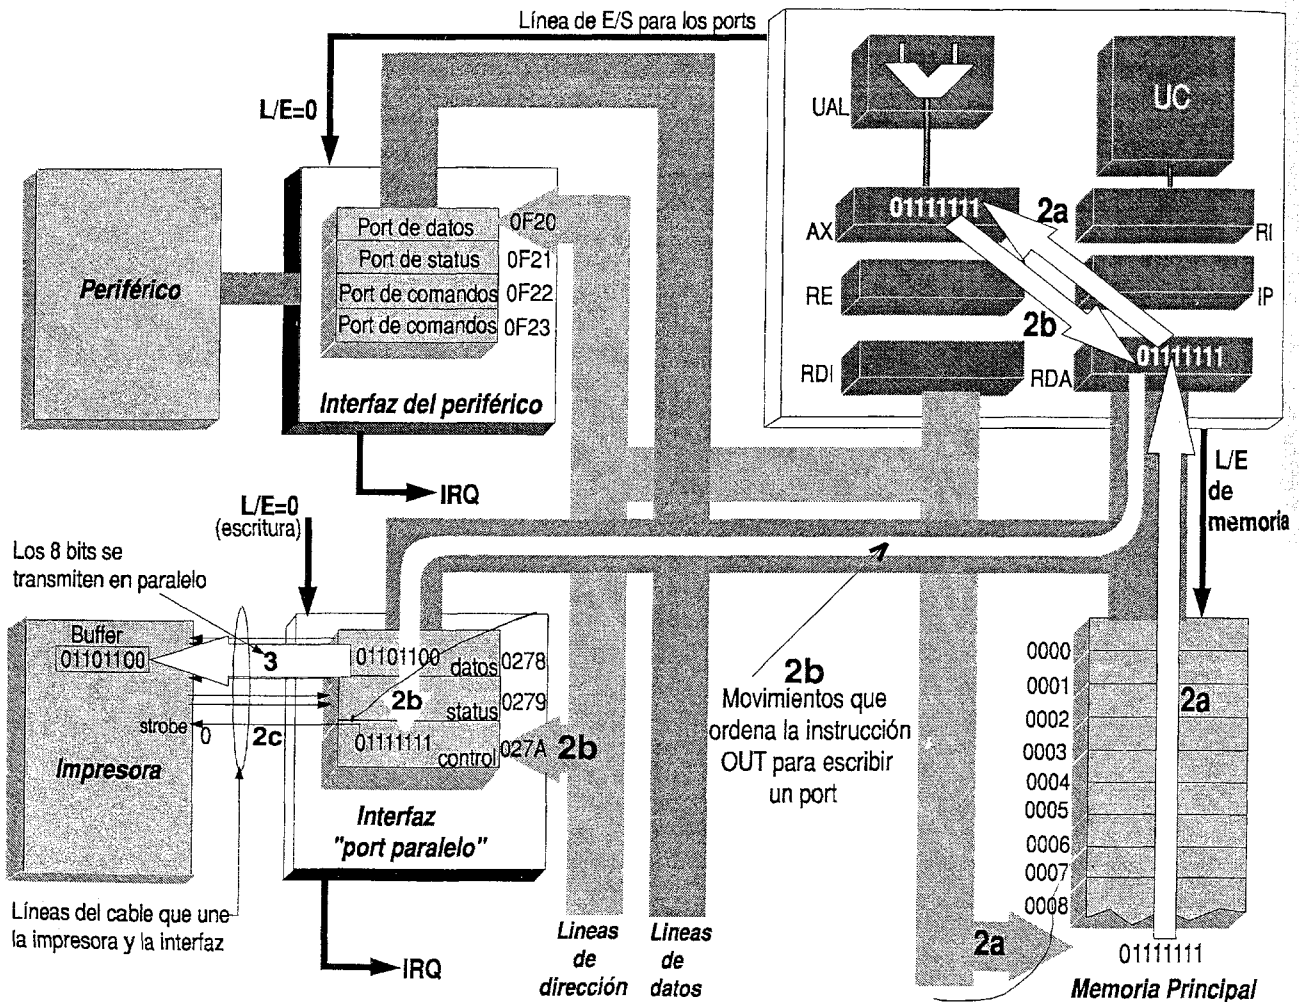 Línea de E/S para los ports
L/E=0
UAL
UC
01111111
2a
AX
RI
RE
IP
2b
RDI
RDA
01111111
Periférico
Port de datos
0F20
Port de status
0F21
Port de comandos
0F22
Port de comandos
0F23
Interfaz del periférico
IRQ
L/E
de
memoria
L/E=0
(escritura)
Los 8 bits se
transmiten en paralelo
Buffer
01101100
3
01101100
datos
0278
2b
status
0279
strobe
0
2c
01111111
control
027A
2b
Impresora
Interfaz
"port paralelo"
IRQ
Líneas del cable que une
la impresora y la interfaz
2b
Movimientos que
ordena la instrucción
OUT para escribir
un port
0000
0001
0002
0003
0004
0005
0006
0007
0008
2a
2a
01111111
Memoria Principal
Lineas
de
dirección
Lineas
de
datos